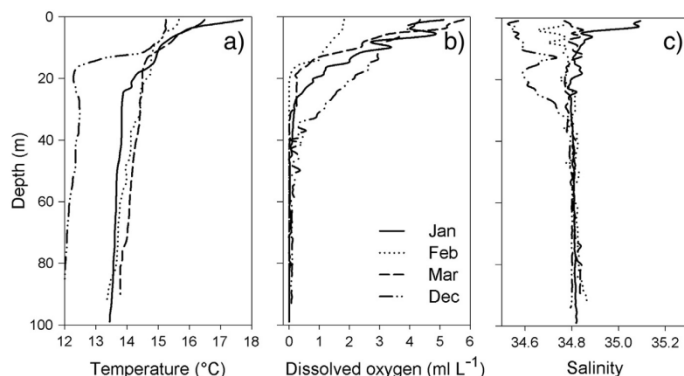 a)
b)
c)
0
20
40
60
80
100
Depth (m)
Jan
Feb
Mar
Dec
12 13 14 15 16 17 18
0 1 2 3 4 5 6
34.6 34.8 35.0 35.2
Temperature (°C) Dissolved oxygen (ml L⁻¹) Salinity